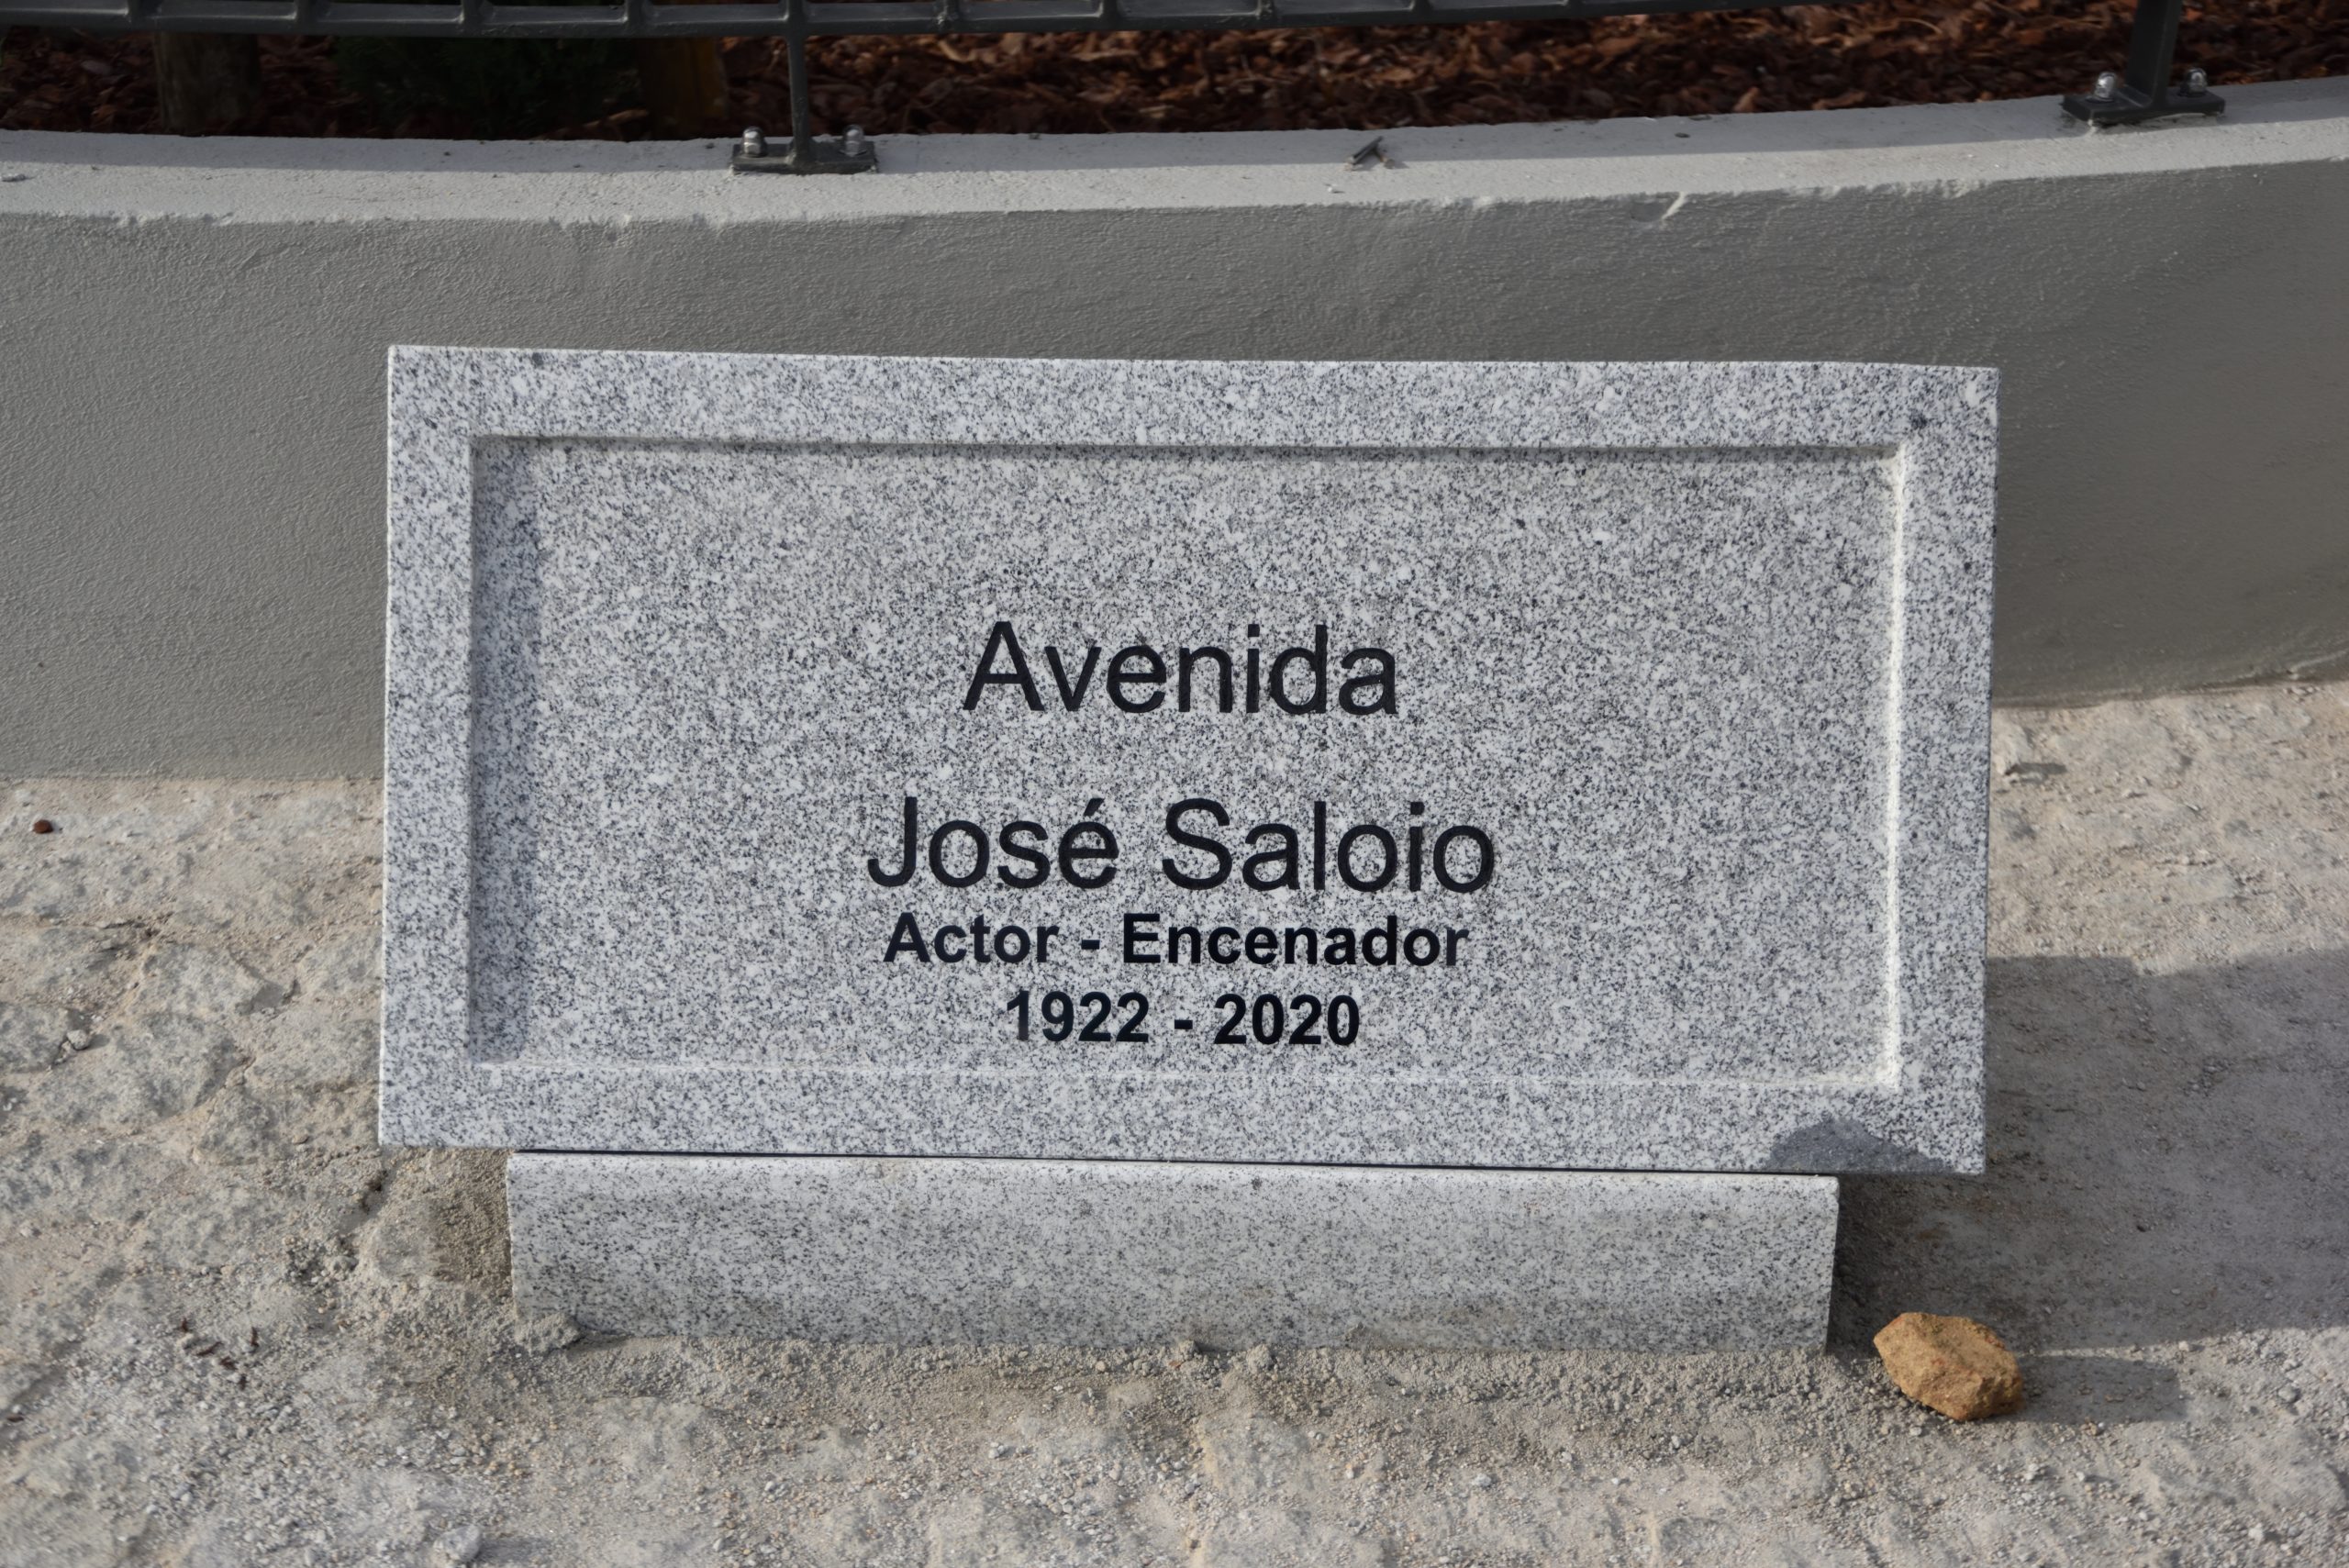 Avenida
José Saloio
Actor - Encenador
1922 - 2020